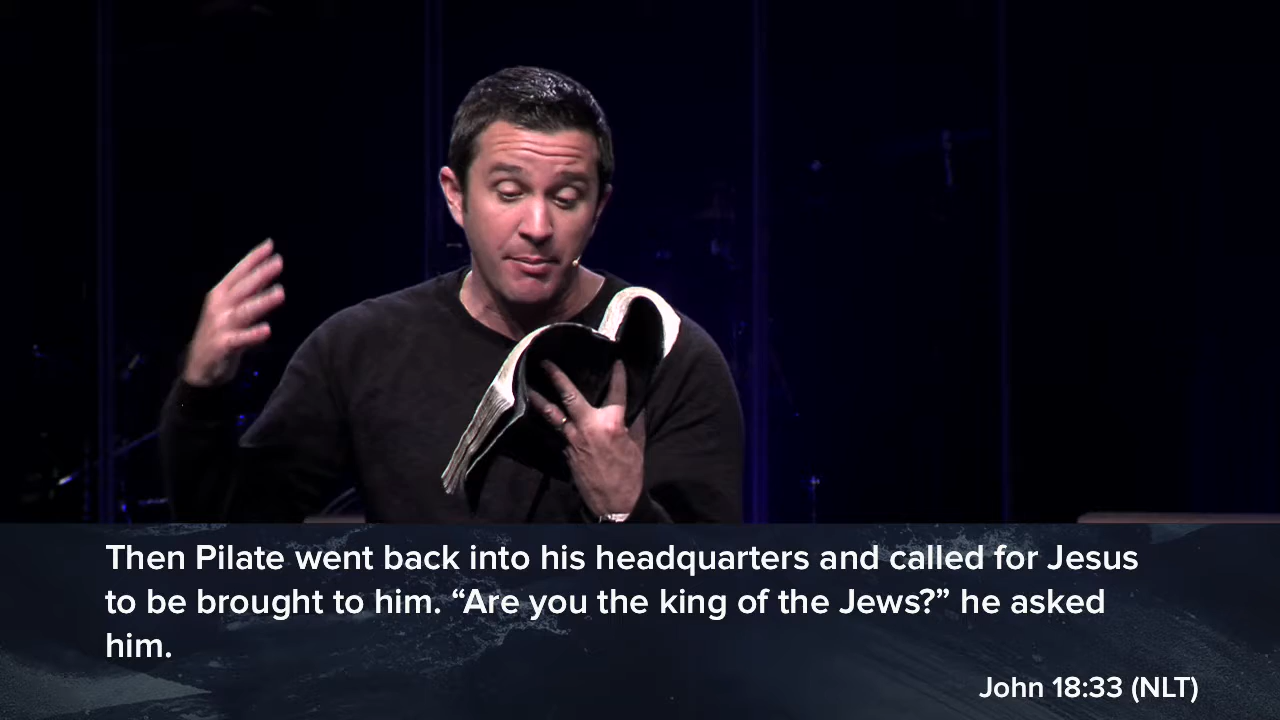 Then Pilate went back into his headquarters and called for Jesus
to be brought to him. “Are you the king of the Jews?” he asked
him.
John 18:33 (NLT)